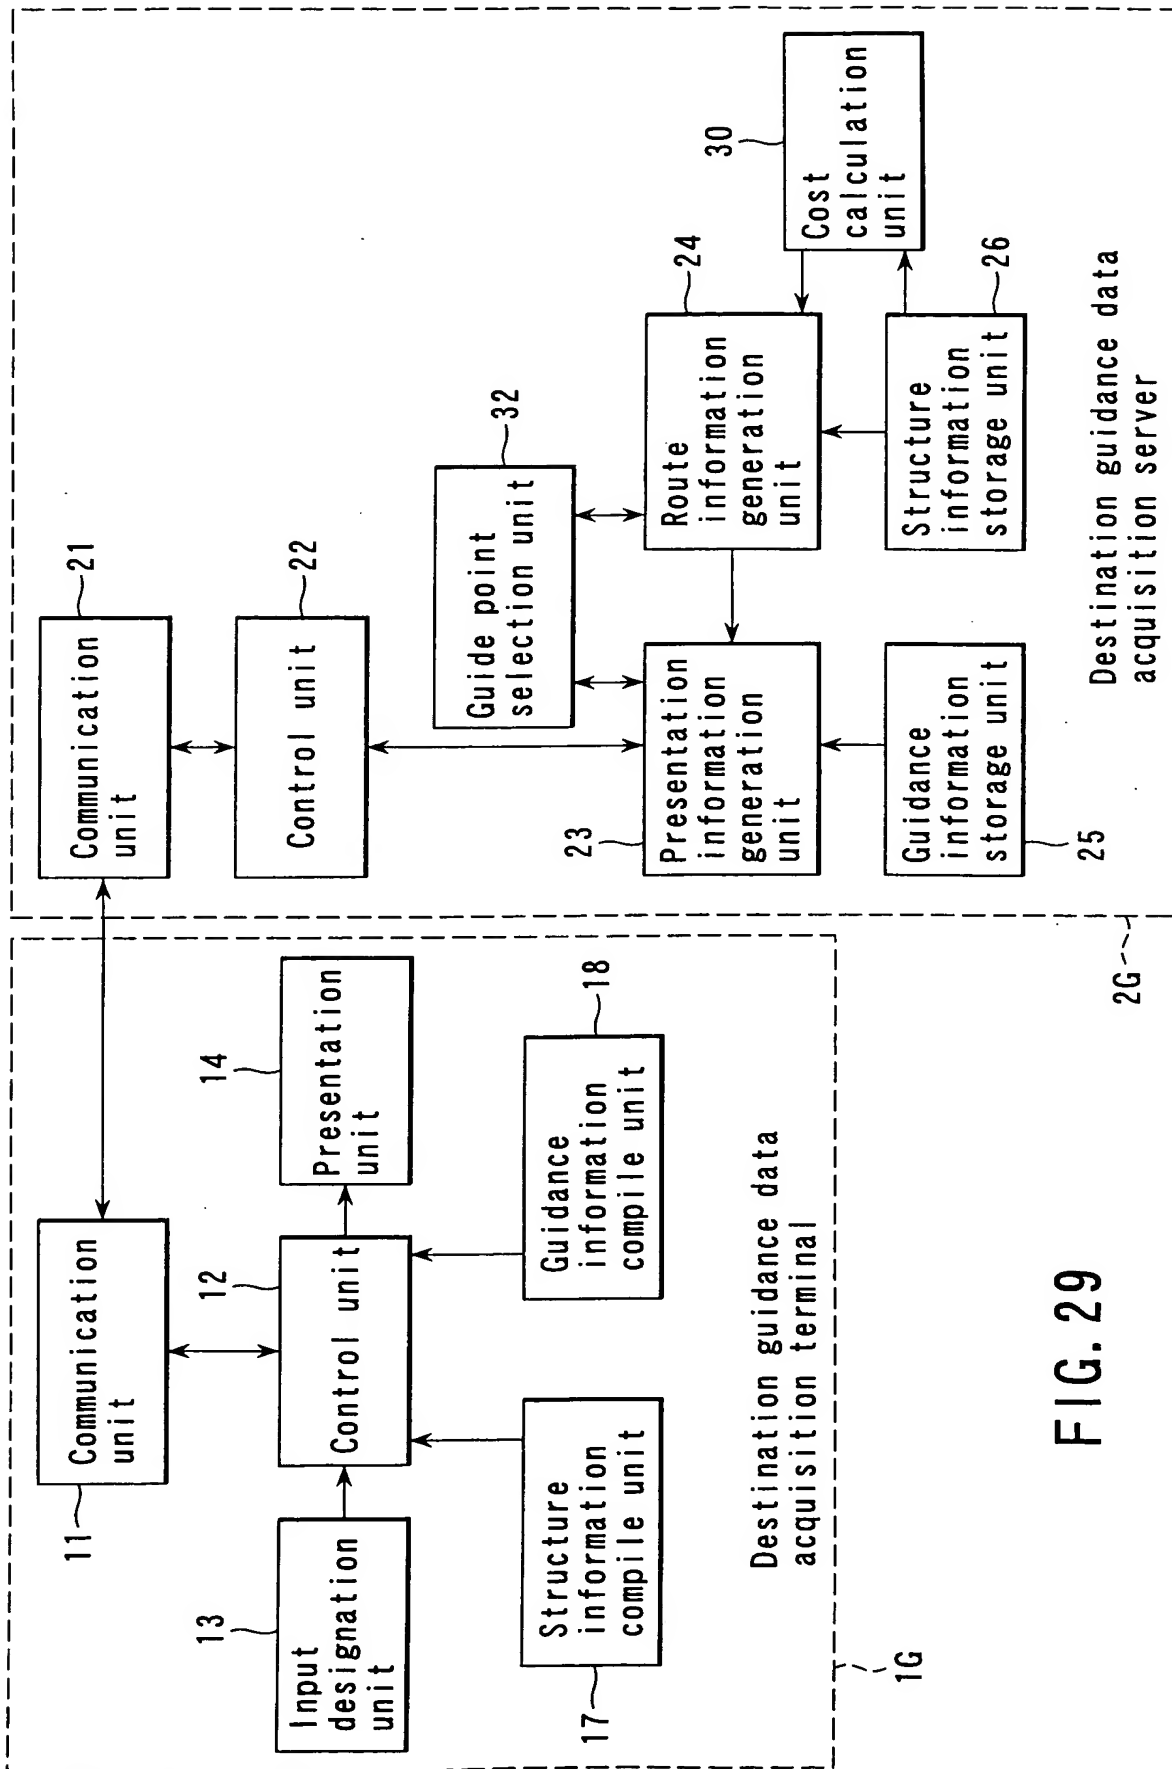 11
Communication
unit
13
Input
designation
unit
12
Control unit
14
Presentation
unit
17
Structure
information
compile unit
18
Guidance
information
compile unit
Destination guidance data
acquisition terminal
1G
21
Communication
unit
22
Control unit
32
Guide point
selection unit
23
Presentation
information
generation
unit
24
Route
information
generation
unit
30
Cost
calculation
unit
25
Guidance
information
storage unit
26
Structure
information
storage unit
Destination guidance data
acquisition server
2G
FIG. 29